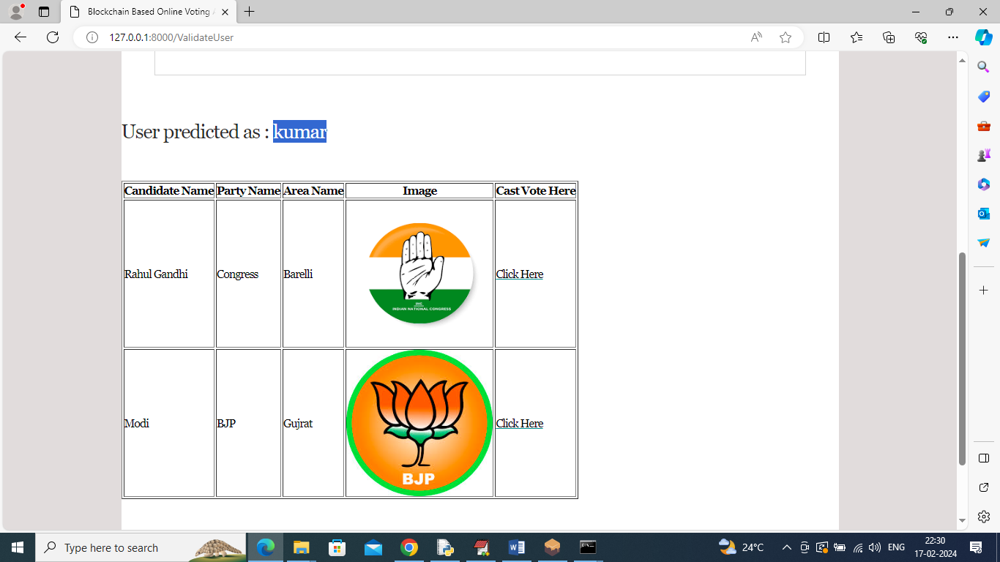 Blockchain Based Online Voting A
127.0.0.1:8000/ValidateUser
User predicted as : kumar
Candidate Name Party Name Area Name Image Cast Vote Here
Rahul Gandhi Congress Barelli Click Here
INC
INDIAN NATIONAL CONGRESS
Modi BJP Gujrat Click Here
BJP
Type here to search
24°C
ENG
22:30
17-02-2024